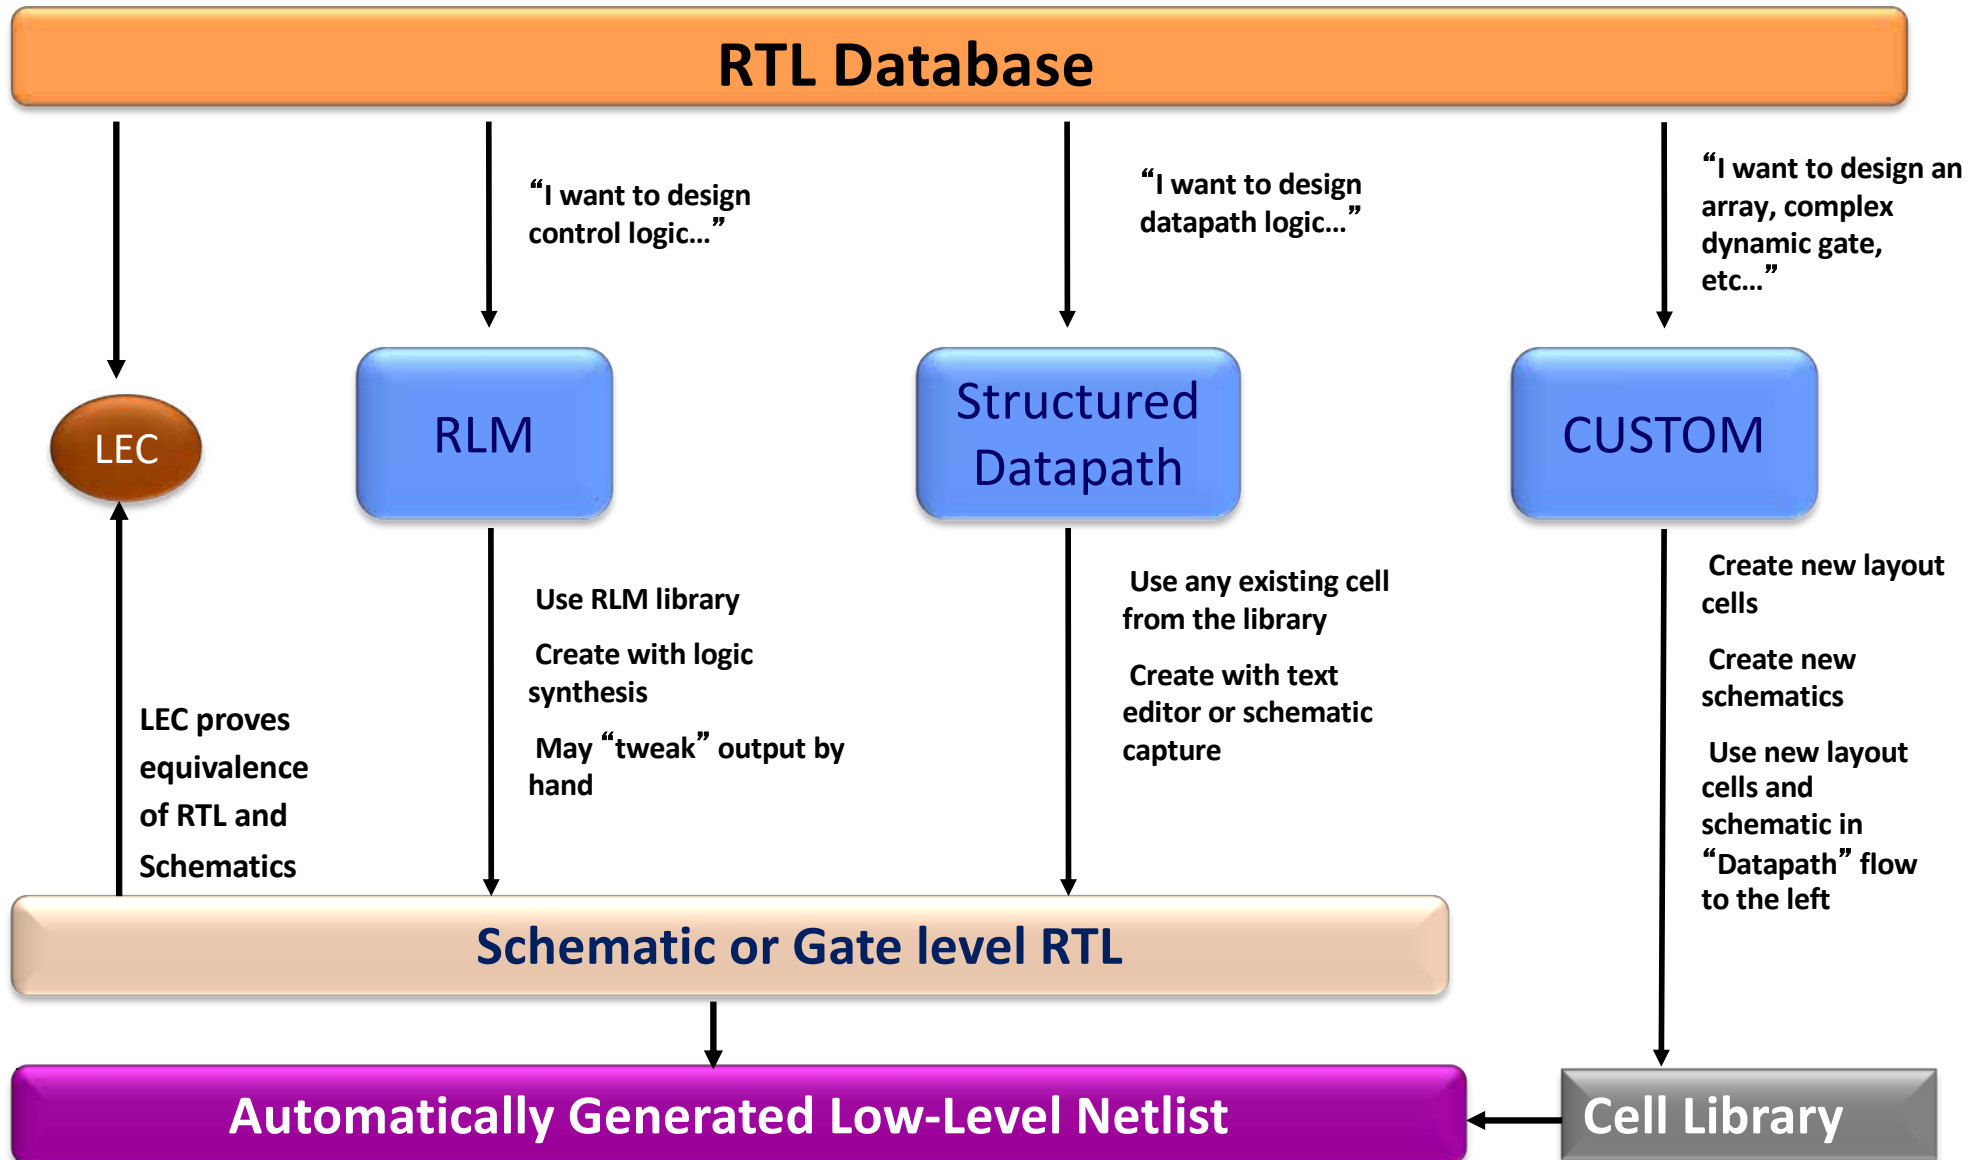 RTL Database
“I want to design
control logic...”
“I want to design
datapath logic...”
“I want to design an
array, complex
dynamic gate,
etc...”
LEC
RLM
Structured
Datapath
CUSTOM
LEC proves
equivalence
of RTL and
Schematics
Use RLM library
Create with logic
synthesis
May “tweak” output by
hand
Use any existing cell
from the library
Create with text
editor or schematic
capture
Create new layout
cells
Create new
schematics
Use new layout
cells and
schematic in
“Datapath” flow
to the left
Schematic or Gate level RTL
Automatically Generated Low-Level Netlist
Cell Library